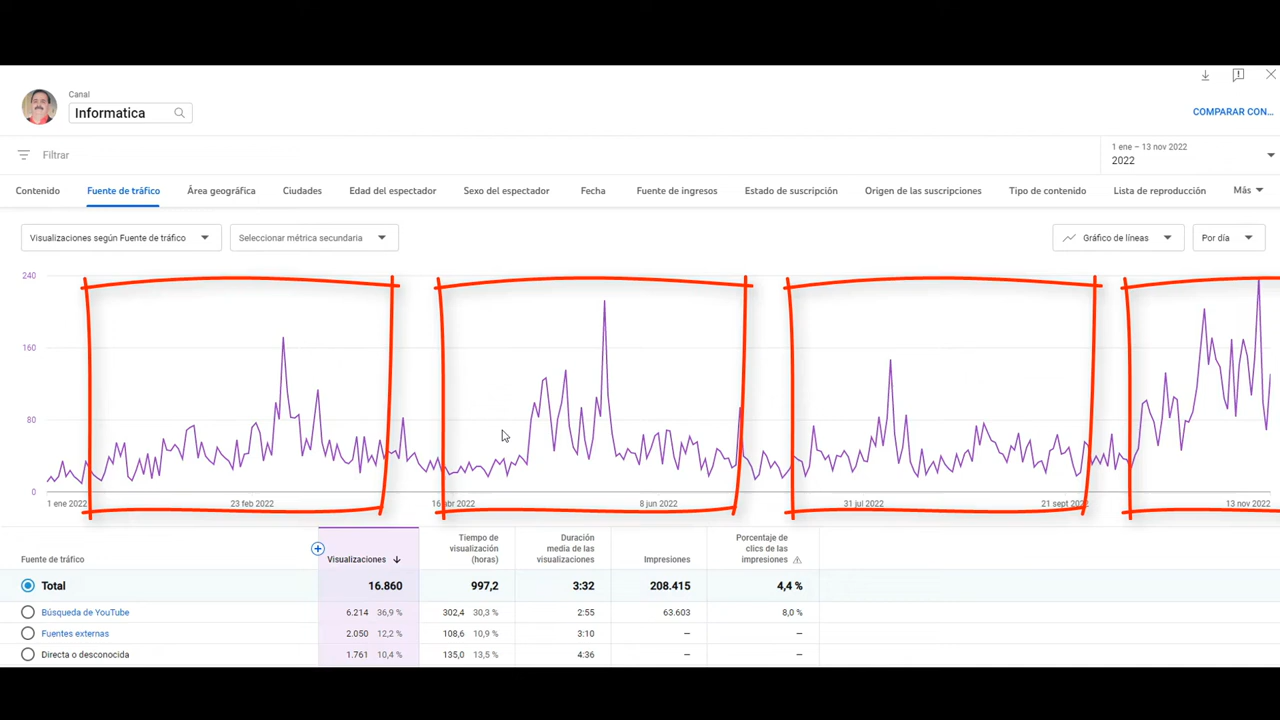 Canal
Informatica
COMPARAR CON...
Filtrar
1 ene – 13 nov 2022
2022
Contenido Fuente de tráfico Área geográfica Ciudades Edad del espectador Sexo del espectador Fecha Fuente de ingresos Estado de suscripción Origen de las suscripciones Tipo de contenido Lista de reproducción Más
Visualizaciones según Fuente de tráfico Seleccionar métrica secundaria Gráfico de líneas Por día
240
160
80
0
1 ene 2022 23 feb 2022 16 abr 2022 8 jun 2022 31 jul 2022 21 sept 2022 13 nov 2022
Fuente de tráfico Visualizaciones Tiempo de visualización (horas) Duración media de las visualizaciones Impresiones Porcentaje de clics de las impresiones
Total 16.860 997,2 3:32 208.415 4,4 %
Búsqueda de YouTube 6.214 36,9 % 302,4 30,3 % 2:55 63.603 8,0 %
Fuentes externas 2.050 12,2 % 108,6 10,9 % 3:10 — —
Directa o desconocida 1.761 10,4 % 135,0 13,5 % 4:36 — —